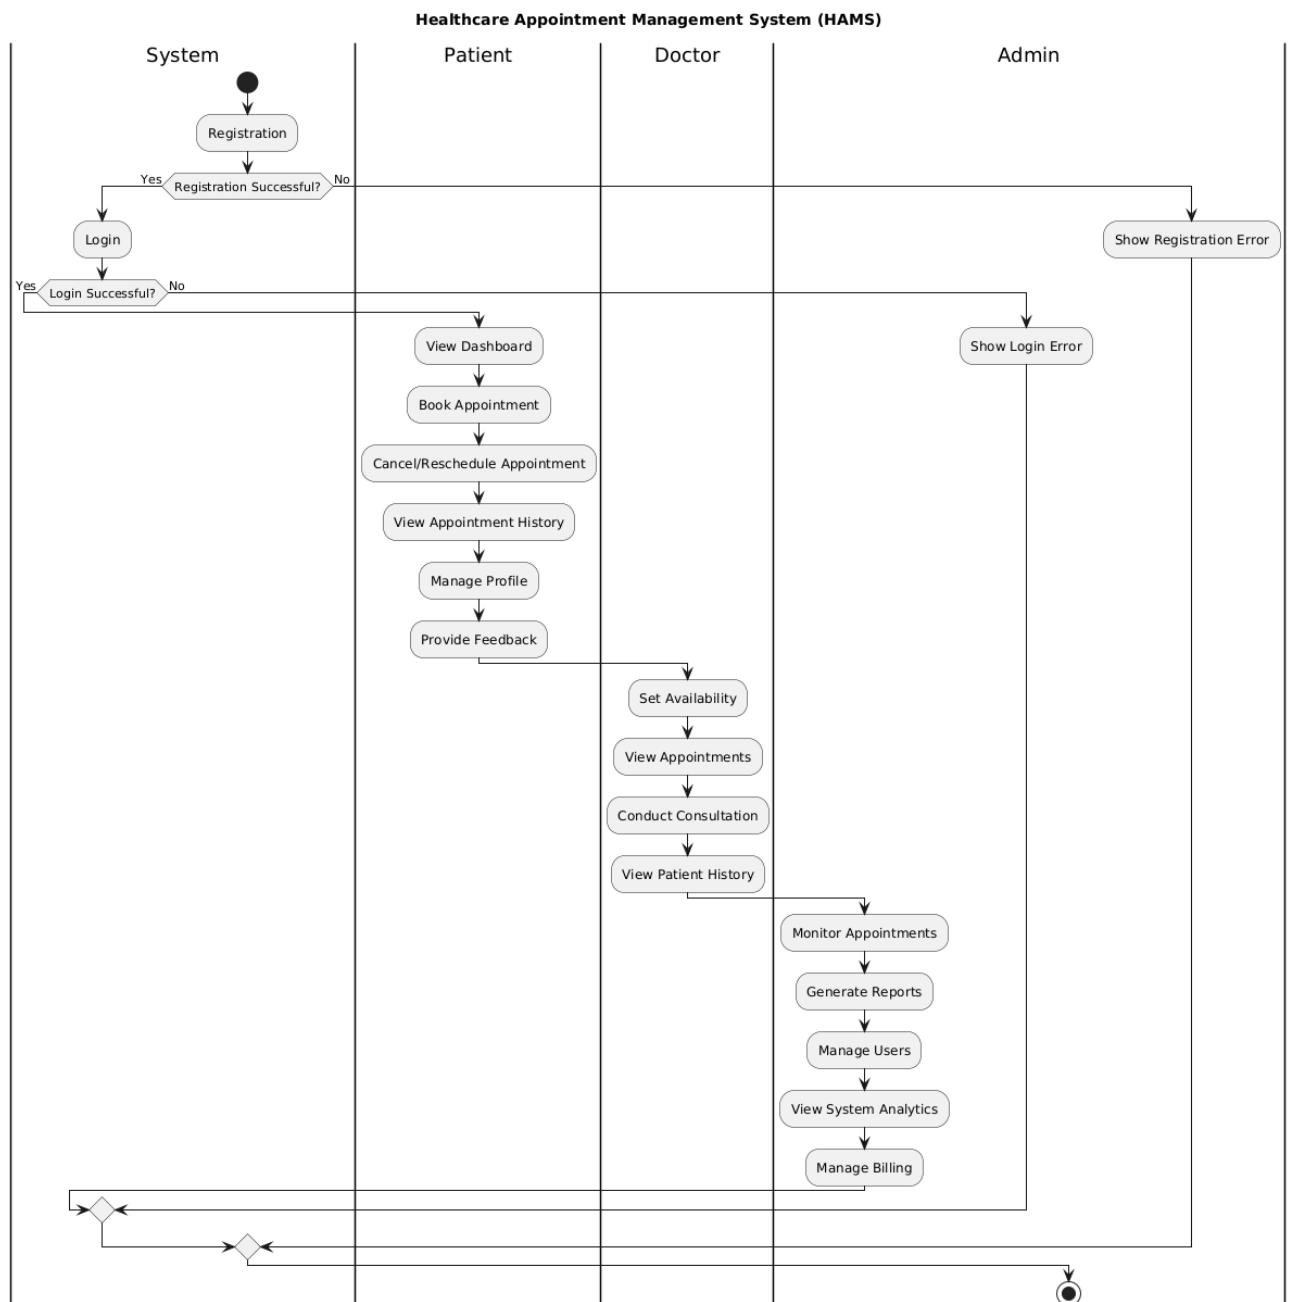 Healthcare Appointment Management System (HAMS)
System
Patient
Doctor
Admin
Registration
Yes
Registration Successful?
No
Login
Show Registration Error
Yes
Login Successful?
No
View Dashboard
Show Login Error
Book Appointment
Cancel/Reschedule Appointment
View Appointment History
Manage Profile
Provide Feedback
Set Availability
View Appointments
Conduct Consultation
View Patient History
Monitor Appointments
Generate Reports
Manage Users
View System Analytics
Manage Billing